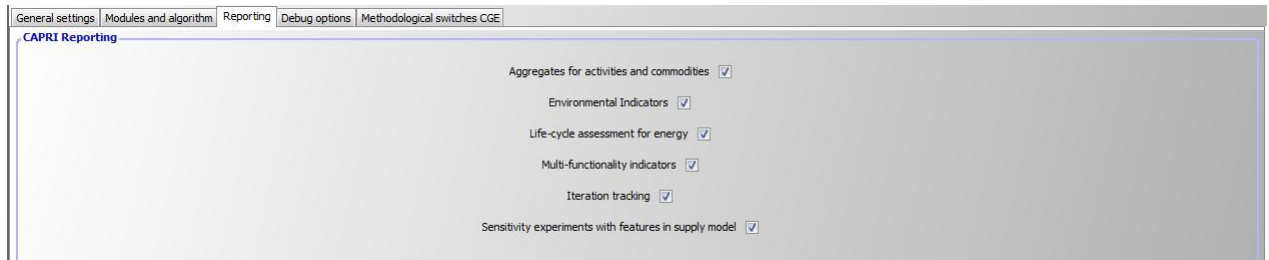 General settings Modules and algorithm Reporting Debug options Methodological switches CGE
CAPRI Reporting
Aggregates for activities and commodities
Environmental Indicators
Life-cycle assessment for energy
Multi-functionality indicators
Iteration tracking
Sensitivity experiments with features in supply model